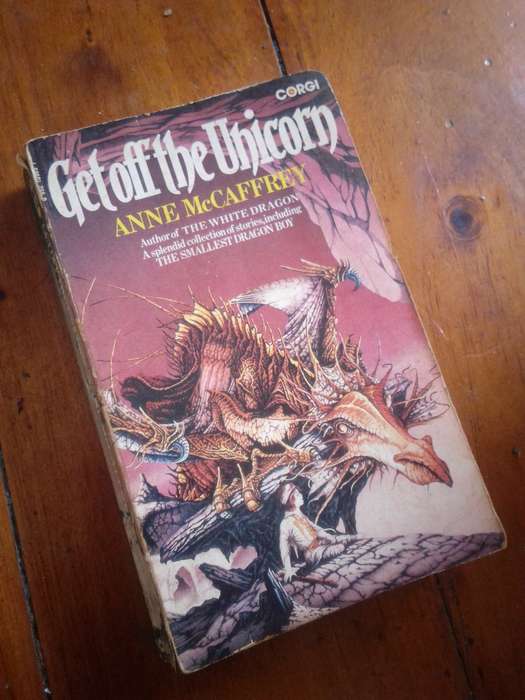 CORGI
Get off the Unicorn
ANNE McCAFFREY
Author of THE WHITE DRAGON
A splendid collection of stories, including
THE SMALLEST DRAGON BOY